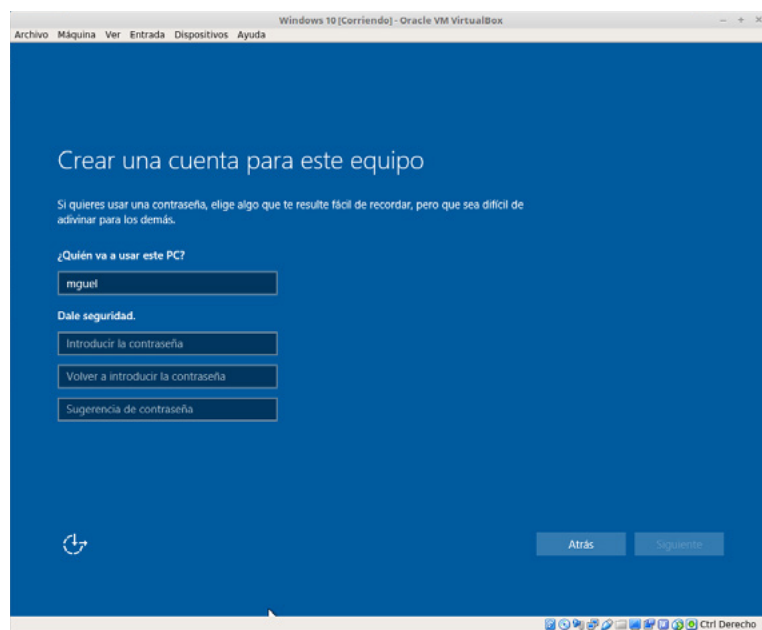 Windows 10 [Corriendo] - Oracle VM VirtualBox
Archivo Máquina Ver Entrada Dispositivos Ayuda
Crear una cuenta para este equipo
Si quieres usar una contraseña, elige algo que te resulte fácil de recordar, pero que sea difícil de
adivinar para los demás.
¿Quién va a usar este PC?
mguel
Dale seguridad.
Introducir la contraseña
Volver a introducir la contraseña
Sugerencia de contraseña
Atrás Siguiente
Ctrl Derecho